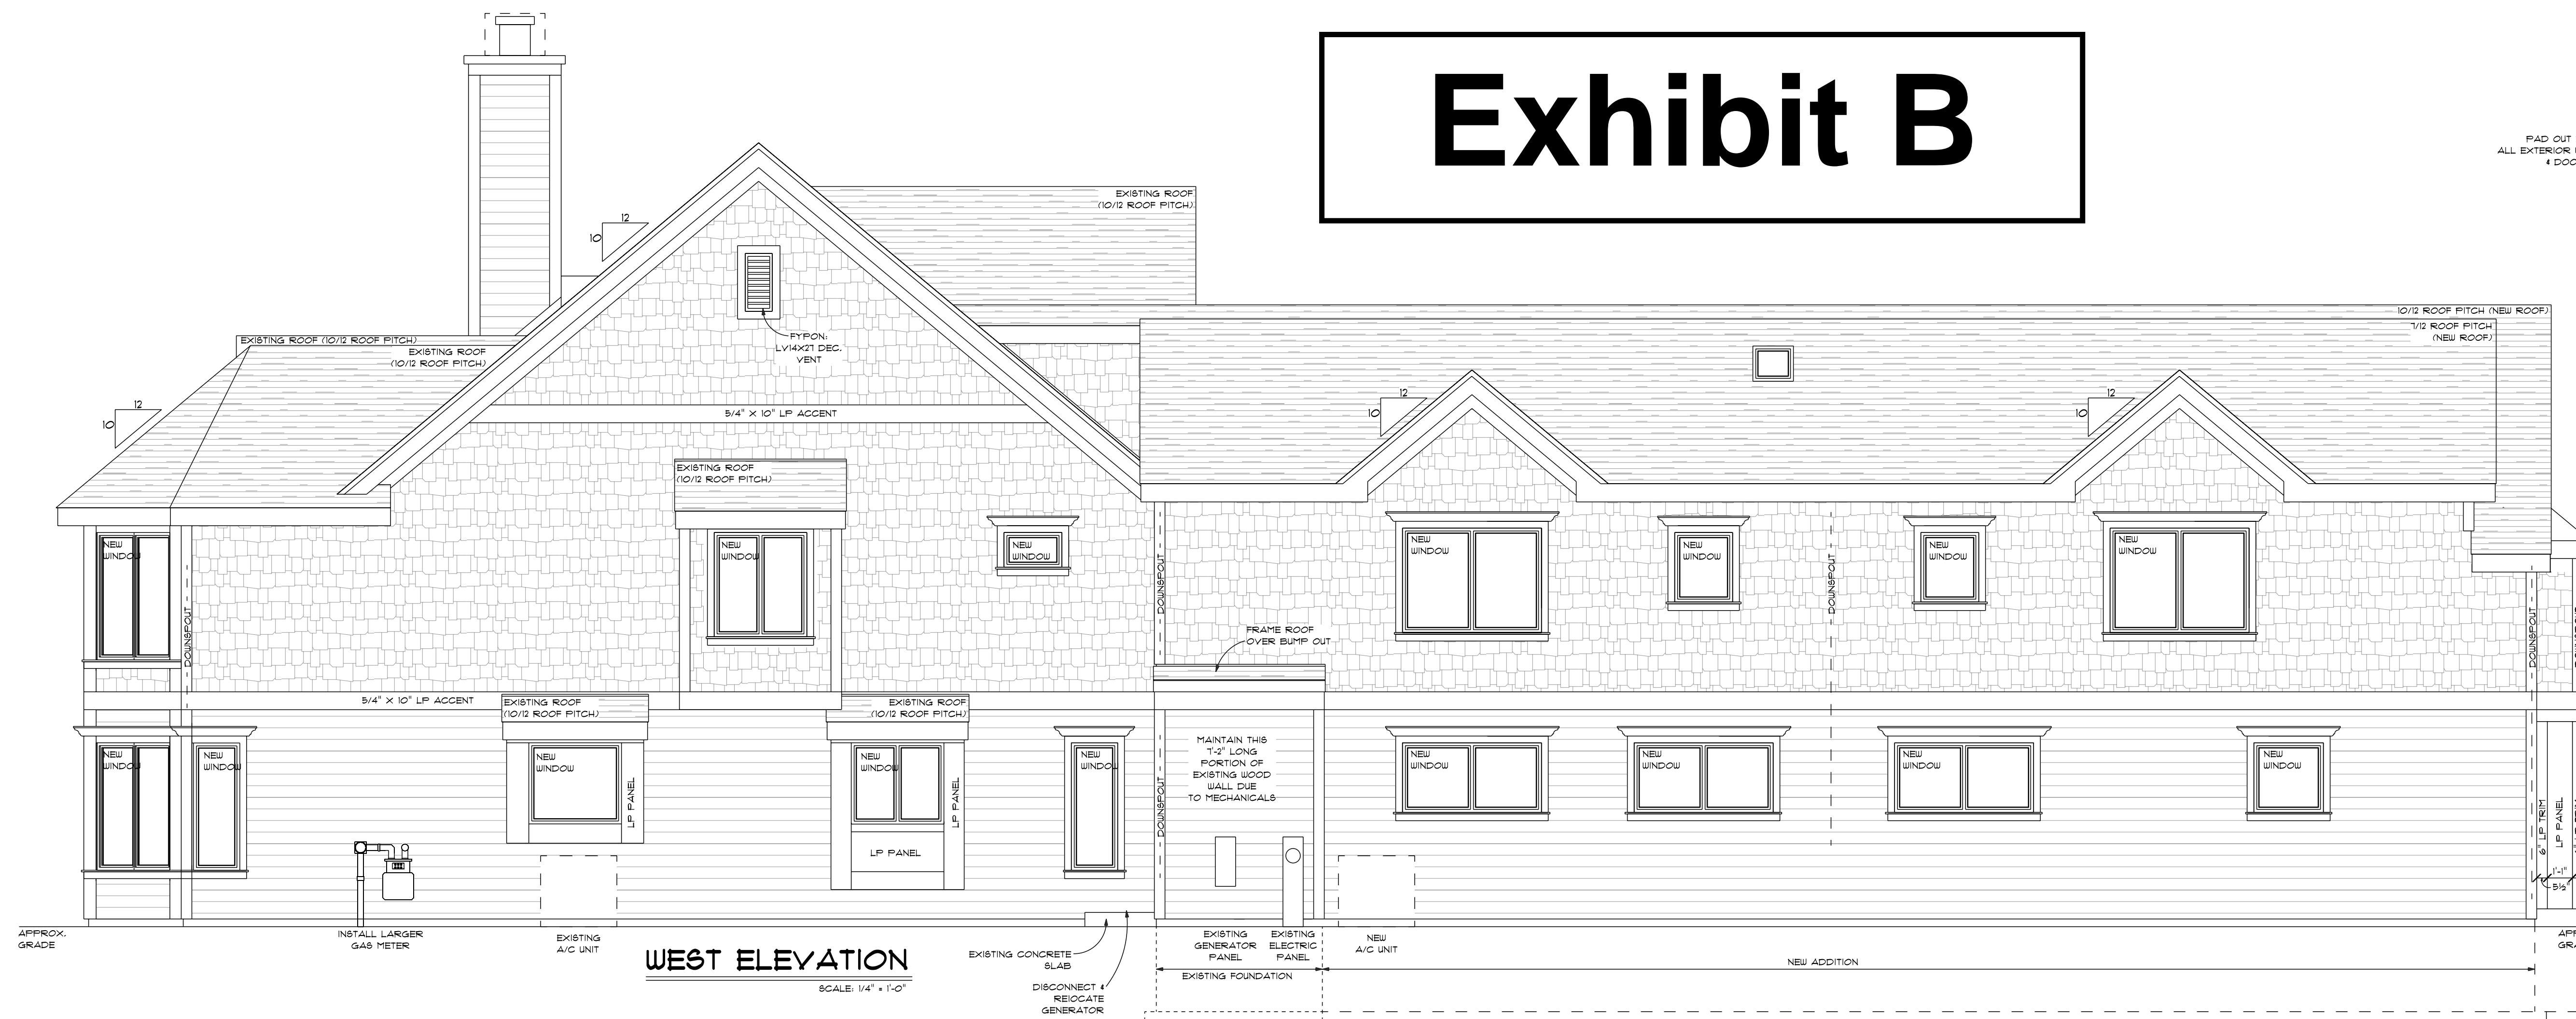 Exhibit B
PAD OUT
ALL EXTERIOR
& DOO
EXISTING ROOF
(10/12 ROOF PITCH)
12
10
FYPON:
LV14X27 DEC.
VENT
EXISTING ROOF (10/12 ROOF PITCH)
EXISTING ROOF
(10/12 ROOF PITCH)
10/12 ROOF PITCH (NEW ROOF)
7/12 ROOF PITCH
(NEW ROOF)
12
10
5/4" X 10" LP ACCENT
12
10
12
10
EXISTING ROOF
(10/12 ROOF PITCH)
NEW
WINDOW
NEW
WINDOW
NEW
WINDOW
NEW
WINDOW
NEW
WINDOW
NEW
WINDOW
NEW
WINDOW
DOWNSPOUT
DOWNSPOUT
DOWNSPOUT
DOWNSPOUT
FRAME ROOF
OVER BUMP OUT
5/4" X 10" LP ACCENT
EXISTING ROOF
(10/12 ROOF PITCH)
EXISTING ROOF
(10/12 ROOF PITCH)
NEW
WINDOW
NEW
WINDOW
NEW
WINDOW
LP PANEL
NEW
WINDOW
LP PANEL
LP PANEL
NEW
WINDOW
DOWNSPOUT
MAINTAIN THIS
7'-2" LONG
PORTION OF
EXISTING WOOD
WALL DUE
TO MECHANICALS
NEW
WINDOW
NEW
WINDOW
NEW
WINDOW
NEW
WINDOW
6" LP TRIM
LP PANEL
1'-1"
5½"
APPROX.
GRADE
INSTALL LARGER
GAS METER
EXISTING
A/C UNIT
WEST ELEVATION
SCALE: 1/4" = 1'-0"
EXISTING CONCRETE
SLAB
DISCONNECT &
RELOCATE
GENERATOR
EXISTING
GENERATOR
PANEL
EXISTING
ELECTRIC
PANEL
EXISTING FOUNDATION
NEW
A/C UNIT
NEW ADDITION
APP
GRA